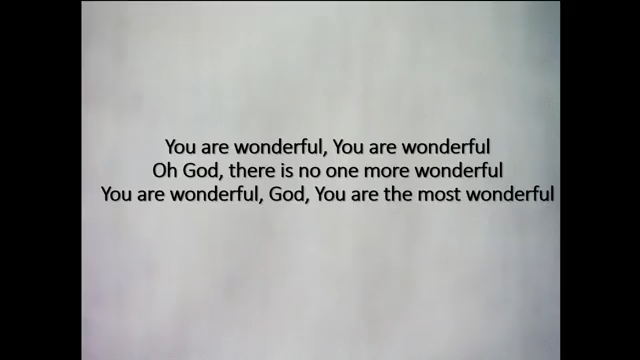 You are wonderful, You are wonderful
Oh God, there is no one more wonderful
You are wonderful, God, You are the most wonderful